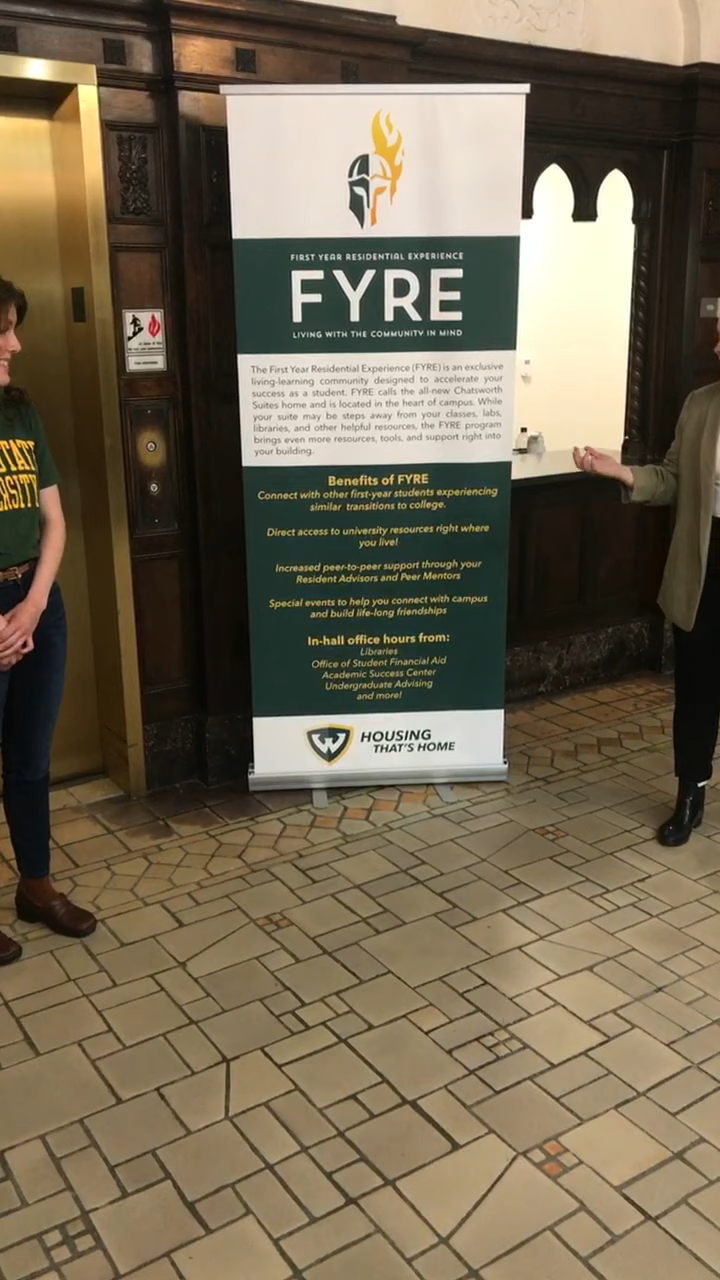 FIRST YEAR RESIDENTIAL EXPERIENCE
FYRE
LIVING WITH THE COMMUNITY IN MIND
The First Year Residential Experience (FYRE) is an exclusive
living-learning community designed to accelerate your
success as a student. FYRE calls the all-new Chatsworth
Suites home and is located in the heart of campus. While
your suite may be steps away from your classes, labs,
libraries, and other helpful resources, the FYRE program
brings even more resources, tools, and support right into
your building.
Benefits of FYRE
Connect with other first-year students experiencing
similar transitions to college.
Direct access to university resources right where
you live!
Increased peer-to-peer support through your
Resident Advisors and Peer Mentors
Special events to help you connect with campus
and build life-long friendships
In-hall office hours from:
Libraries
Office of Student Financial Aid
Academic Success Center
Undergraduate Advising
and more!
W HOUSING
THAT'S HOME
STATE
ERSITY